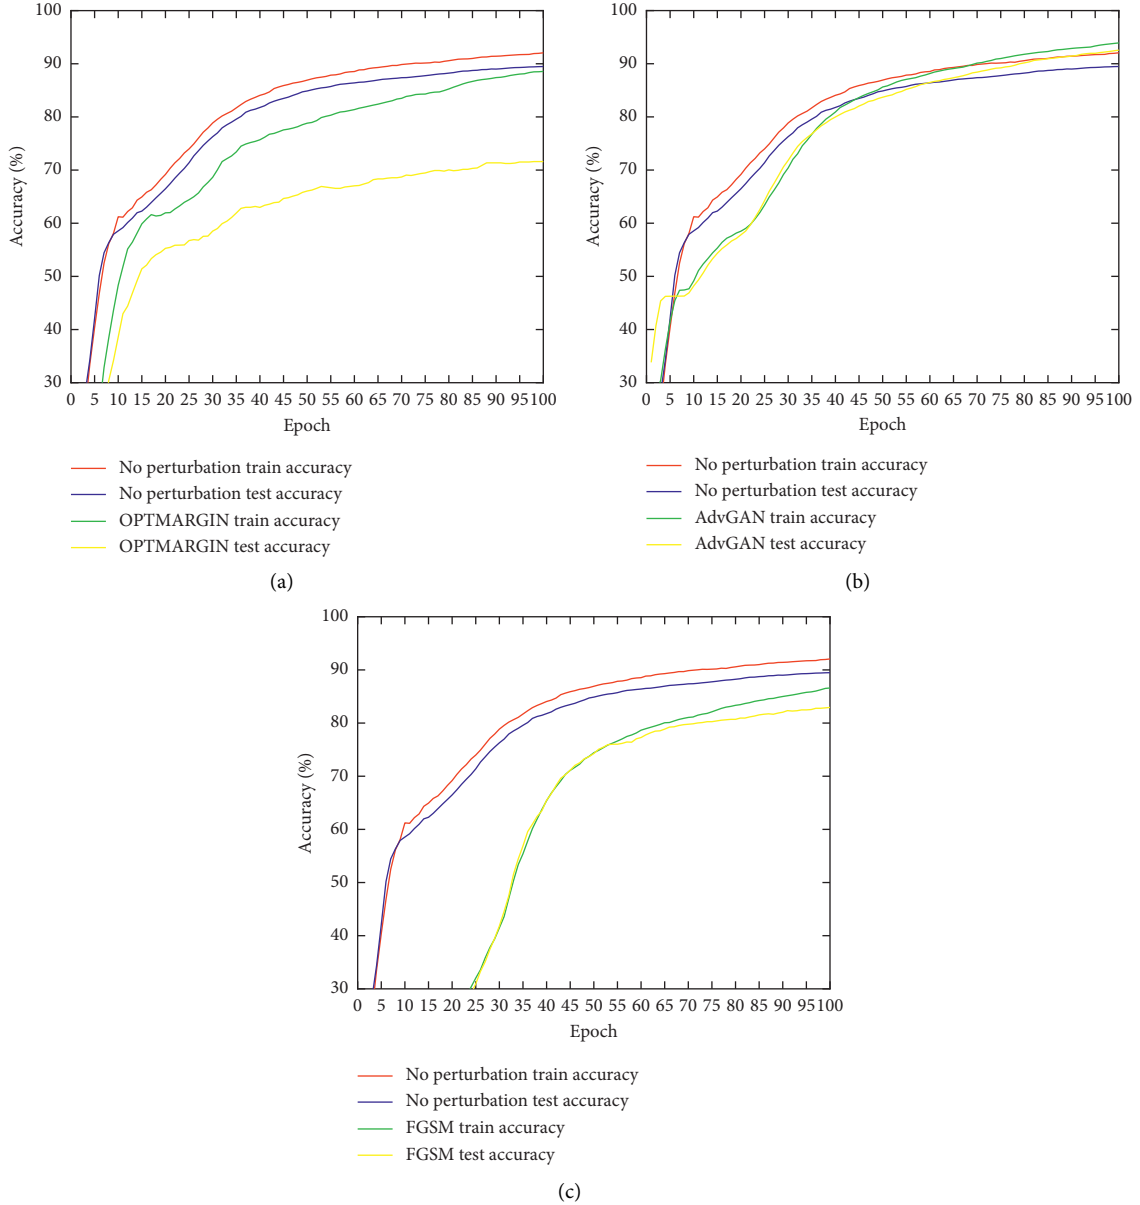 100
90
80
70
60
50
40
30
Accuracy (%)
0 5 10 15 20 25 30 35 40 45 50 55 60 65 70 75 80 85 90 95 100
Epoch
No perturbation train accuracy
No perturbation test accuracy
OPTMARGIN train accuracy
OPTMARGIN test accuracy
(a)
100
90
80
70
60
50
40
30
Accuracy (%)
0 5 10 15 20 25 30 35 40 45 50 55 60 65 70 75 80 85 90 95 100
Epoch
No perturbation train accuracy
No perturbation test accuracy
AdvGAN train accuracy
AdvGAN test accuracy
(b)
100
90
80
70
60
50
40
30
Accuracy (%)
0 5 10 15 20 25 30 35 40 45 50 55 60 65 70 75 80 85 90 95 100
Epoch
No perturbation train accuracy
No perturbation test accuracy
FGSM train accuracy
FGSM test accuracy
(c)